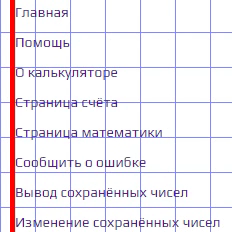 Главная
Помощь
О калькуляторе
Страница счёта
Страница математики
Сообщить о ошибке
Вывод сохранённых чисел
Изменение сохранённых чисел